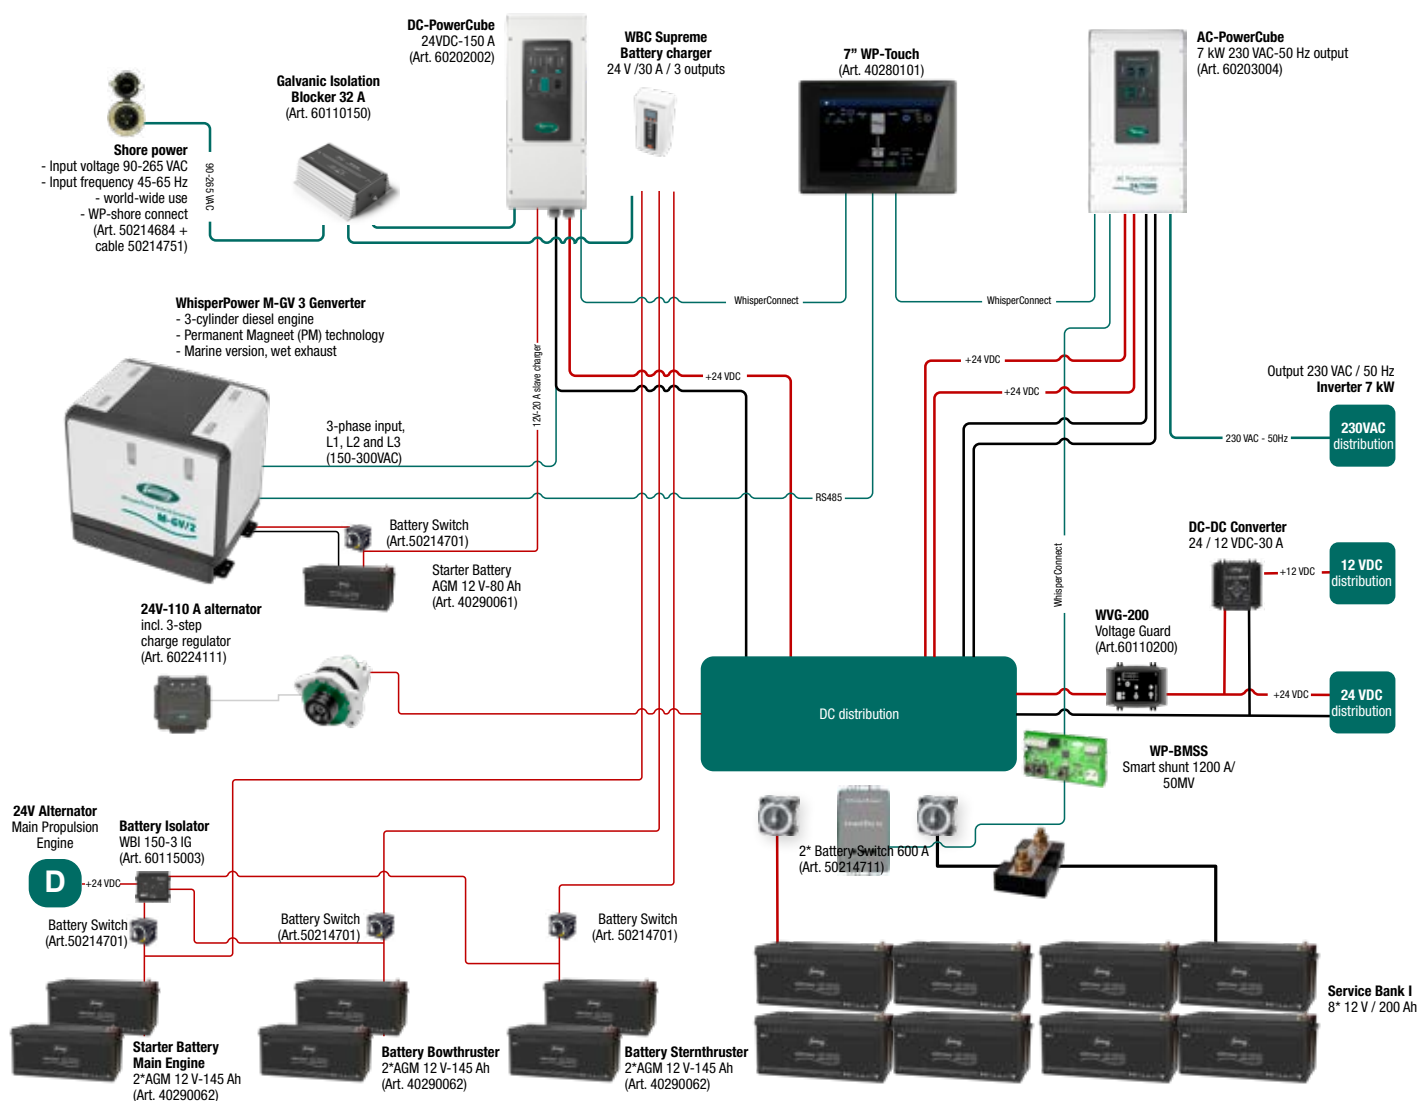 DC-PowerCube
24VDC-150 A
(Art. 60202002)
WBC Supreme
Battery charger
24 V /30 A / 3 outputs
7” WP-Touch
(Art. 40280101)
AC-PowerCube
7 kW 230 VAC-50 Hz output
(Art. 60203004)
Galvanic Isolation
Blocker 32 A
(Art. 60110150)
Shore power
- Input voltage 90-265 VAC
- Input frequency 45-65 Hz
- world-wide use
- WP-shore connect
(Art. 50214684 +
cable 50214751)
90-265 VAC
WhisperPower M-GV 3 Genverter
- 3-cylinder diesel engine
- Permanent Magneet (PM) technology
- Marine version, wet exhaust
WhisperConnect
WhisperConnect
12V-20 A slave charger
+24 VDC
+24 VDC
+24 VDC
Output 230 VAC / 50 Hz
Inverter 7 kW
230VAC
distribution
230 VAC - 50Hz
3-phase input,
L1, L2 and L3
(150-300VAC)
RS485
M-GV/2
Battery Switch
(Art.50214701)
Starter Battery
AGM 12 V-80 Ah
(Art. 40290061)
DC-DC Converter
24 / 12 VDC-30 A
+12 VDC
12 VDC
distribution
WhisperConnect
24V-110 A alternator
incl. 3-step
charge regulator
(Art. 60224111)
WVG-200
Voltage Guard
(Art.60110200)
+24 VDC
24 VDC
distribution
DC distribution
WP-BMSS
Smart shunt 1200 A/
50MV
24V Alternator
Main Propulsion
Engine
D
+24 VDC
Battery Isolator
WBI 150-3 IG
(Art. 60115003)
2* Battery Switch 600 A
(Art. 50214711)
Battery Switch
(Art.50214701)
Battery Switch
(Art.50214701)
Battery Switch
(Art. 50214701)
Starter Battery
Main Engine
2*AGM 12 V-145 Ah
(Art. 40290062)
Battery Bowthruster
2*AGM 12 V-145 Ah
(Art. 40290062)
Battery Sternthruster
2*AGM 12 V-145 Ah
(Art. 40290062)
Service Bank I
8* 12 V / 200 Ah